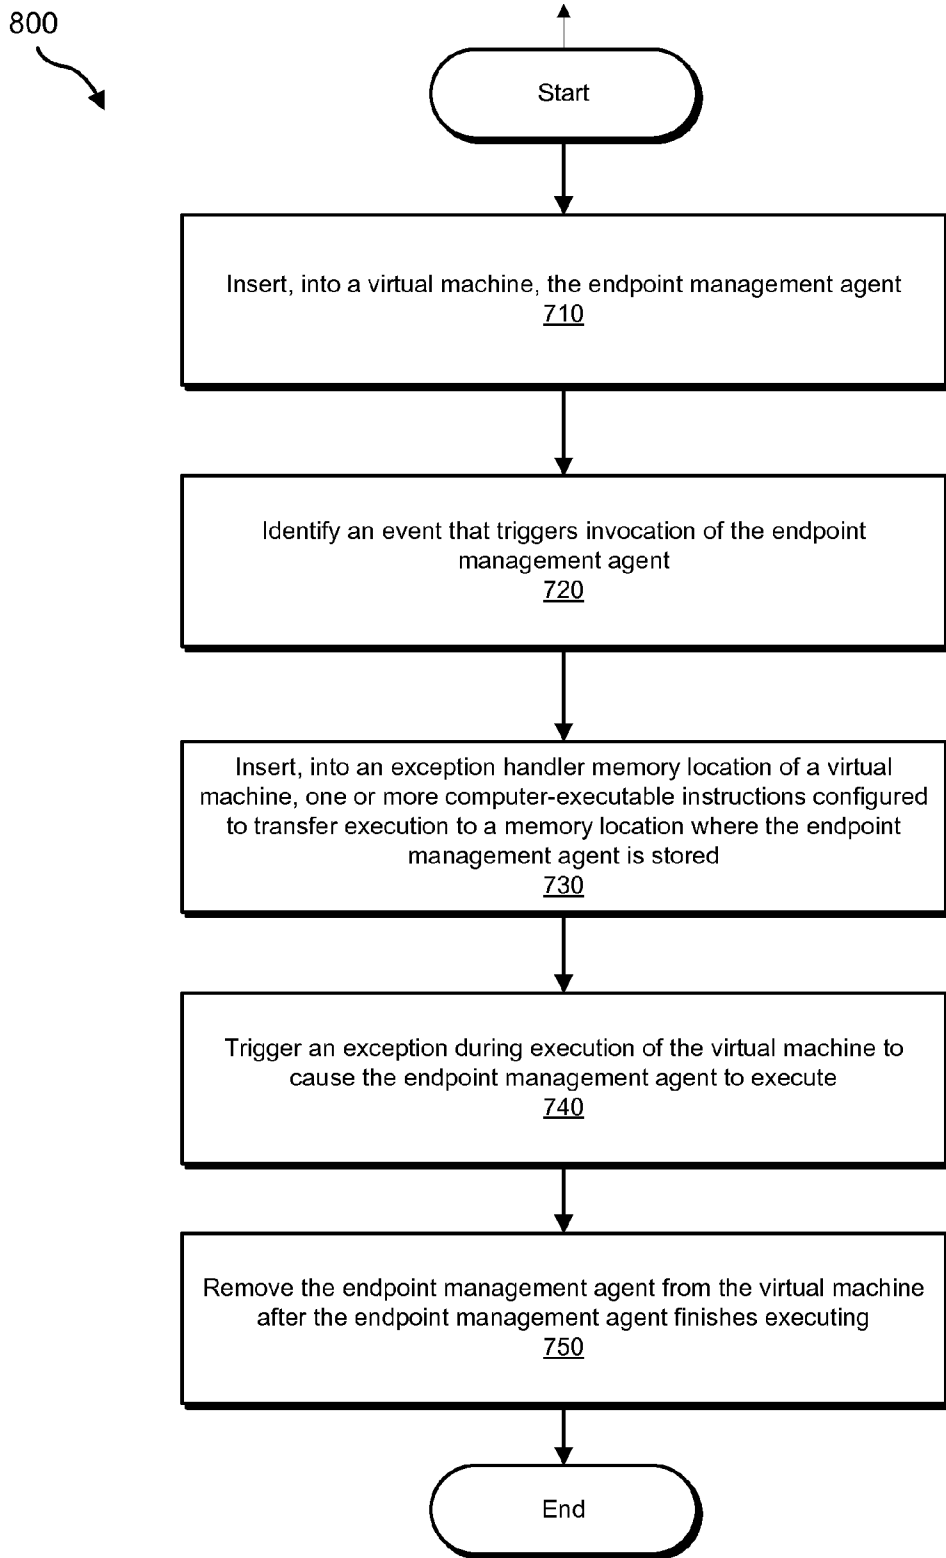 800
Start
Insert, into a virtual machine, the endpoint management agent
710
Identify an event that triggers invocation of the endpoint
management agent
720
Insert, into an exception handler memory location of a virtual
machine, one or more computer-executable instructions configured
to transfer execution to a memory location where the endpoint
management agent is stored
730
Trigger an exception during execution of the virtual machine to
cause the endpoint management agent to execute
740
Remove the endpoint management agent from the virtual machine
after the endpoint management agent finishes executing
750
End